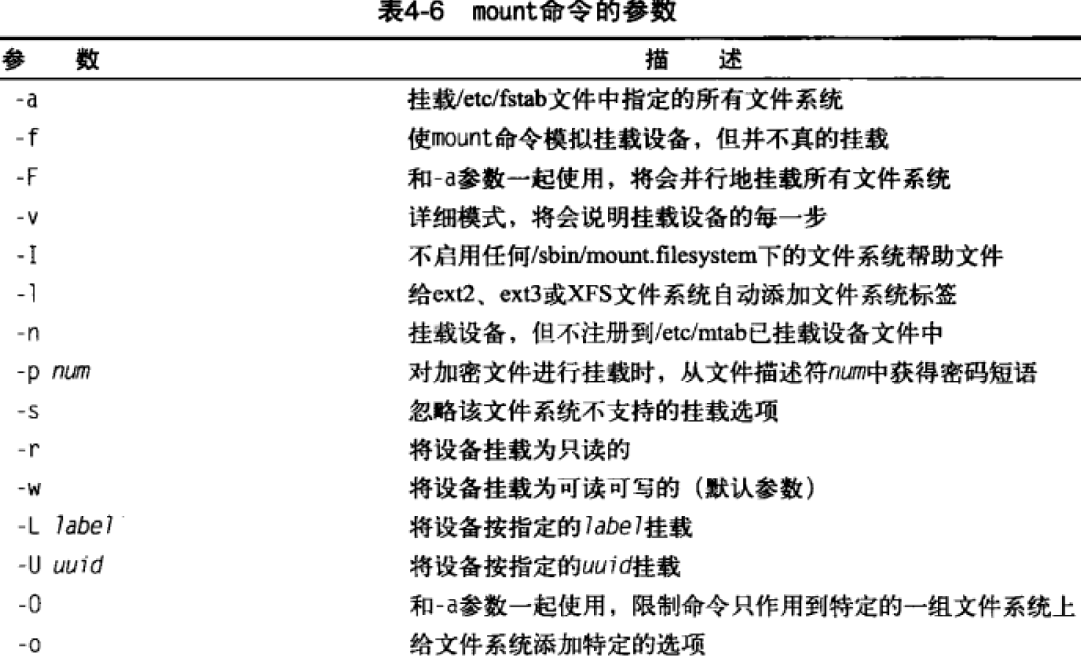 表4-6 mount命令的参数
参 数 描 述
-a 挂载/etc/fstab文件中指定的所有文件系统
-f 使mount命令模拟挂载设备，但并不真的挂载
-F 和-a参数一起使用，将会并行地挂载所有文件系统
-v 详细模式，将会说明挂载设备的每一步
-I 不启用任何/sbin/mount.filesystem下的文件系统帮助文件
-l 给ext2、ext3或XFS文件系统自动添加文件系统标签
-n 挂载设备，但不注册到/etc/mtab已挂载设备文件中
-p num 对加密文件进行挂载时，从文件描述符num中获得密码短语
-s 忽略该文件系统不支持的挂载选项
-r 将设备挂载为只读的
-w 将设备挂载为可读可写的（默认参数）
-L label 将设备按指定的label挂载
-U uuid 将设备按指定的uuid挂载
-O 和-a参数一起使用，限制命令只作用到特定的一组文件系统上
-o 给文件系统添加特定的选项